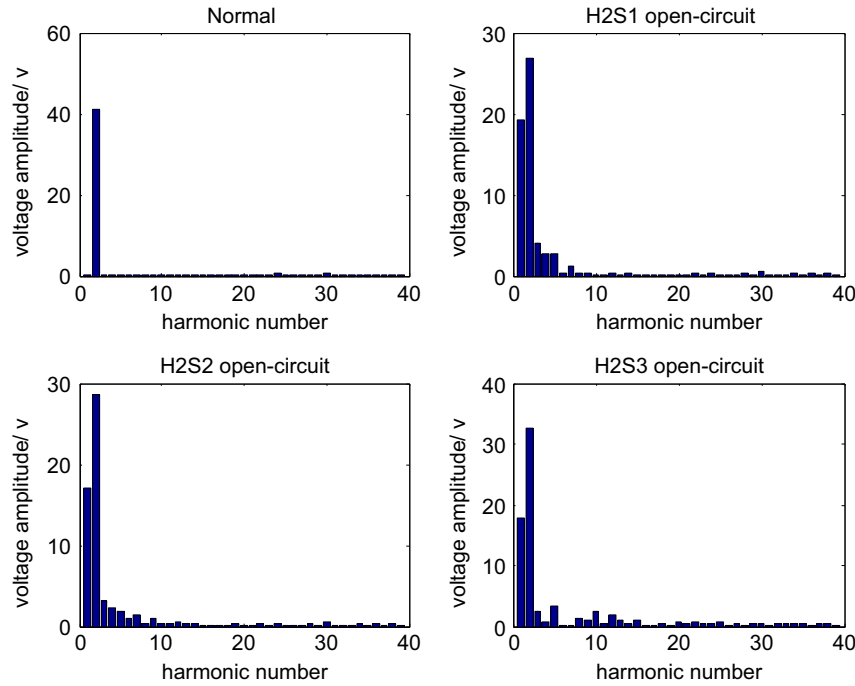 Normal
60
40
20
0
voltage amplitude/ v
0 10 20 30 40
harmonic number
H2S1 open-circuit
30
20
10
0
voltage amplitude/ v
0 10 20 30 40
harmonic number
H2S2 open-circuit
30
20
10
0
voltage amplitude/ v
0 10 20 30 40
harmonic number
H2S3 open-circuit
40
30
20
10
0
voltage amplitude/ v
0 10 20 30 40
harmonic number